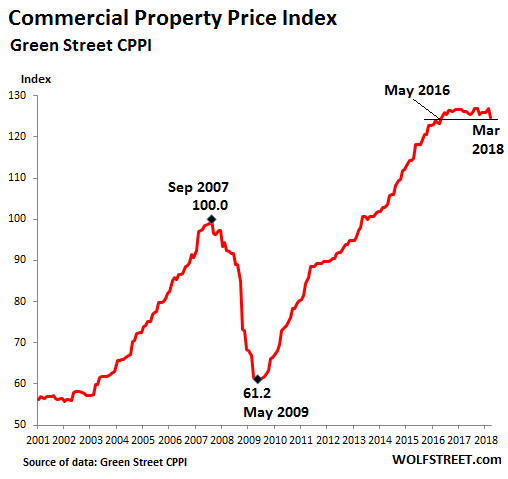 Commercial Property Price Index
Green Street CPPI
Index
130
120
110
100
90
80
70
60
50
May 2016
Mar
2018
Sep 2007
100.0
61.2
May 2009
2001 2002 2003 2004 2005 2006 2007 2008 2009 2010 2011 2012 2013 2014 2015 2016 2017 2018
Source of data: Green Street CPPI
WOLFSTREET.com